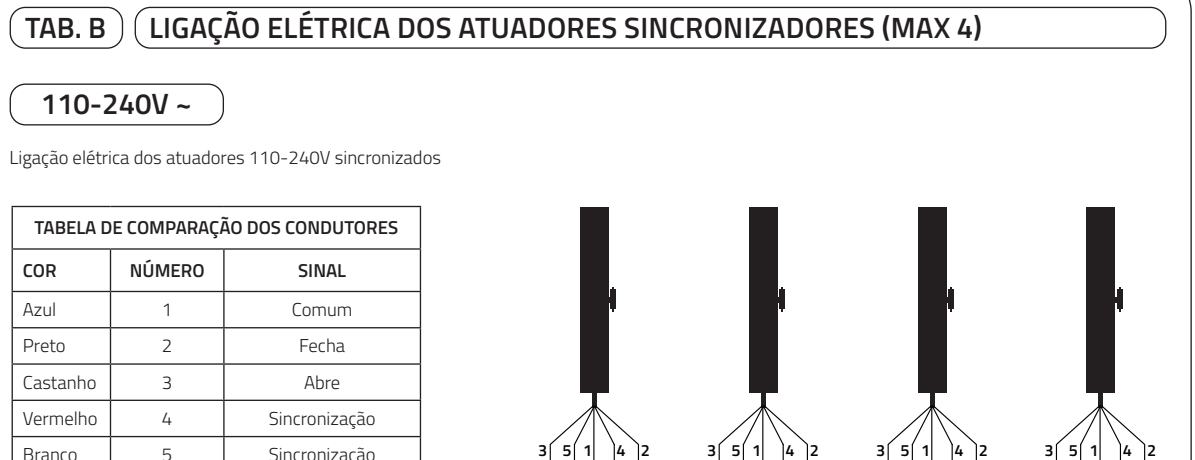 TAB. B LIGAÇÃO ELÉTRICA DOS ATUADORES SINCRONIZADORES (MAX 4)
110-240V ~
Ligação elétrica dos atuadores 110-240V sincronizados
TABELA DE COMPARAÇÃO DOS CONDUTORES
COR NÚMERO SINAL
Azul 1 Comum
Preto 2 Fecha
Castanho 3 Abre
Vermelho 4 Sincronização
Branco 5 Sincronização
3 5 1 4 2 3 5 1 4 2 3 5 1 4 2 3 5 1 4 2